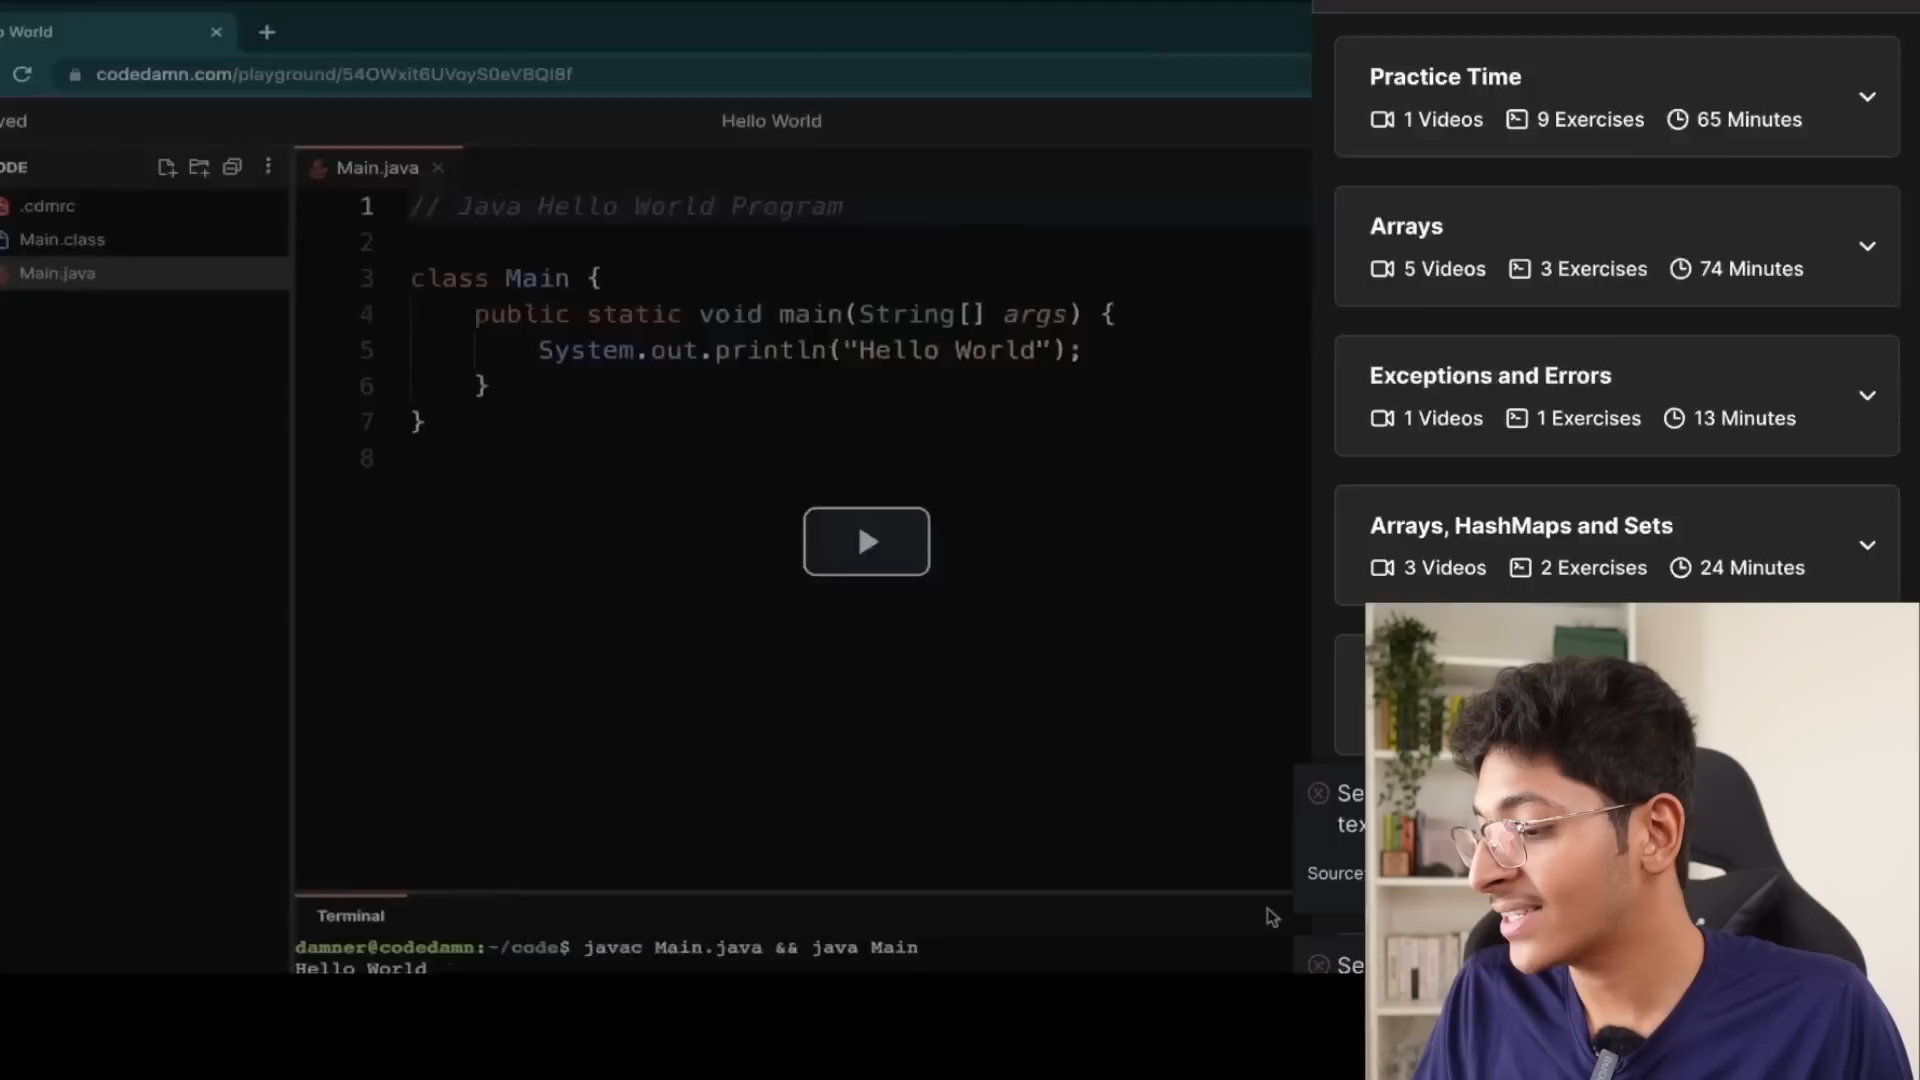 o World
codedamn.com/playground/54OWxit6UVoyS0eVBQI8f
ved
Hello World
ODE
.cdmrc
Main.class
Main.java
Main.java
1 // Java Hello World Program
2
3 class Main {
4 public static void main(String[] args) {
5 System.out.println("Hello World");
6 }
7 }
8
Terminal
damner@codedamn:~/code$ javac Main.java && java Main
Hello World
Practice Time
1 Videos 9 Exercises 65 Minutes
Arrays
5 Videos 3 Exercises 74 Minutes
Exceptions and Errors
1 Videos 1 Exercises 13 Minutes
Arrays, HashMaps and Sets
3 Videos 2 Exercises 24 Minutes
Se
tex
Source
Se